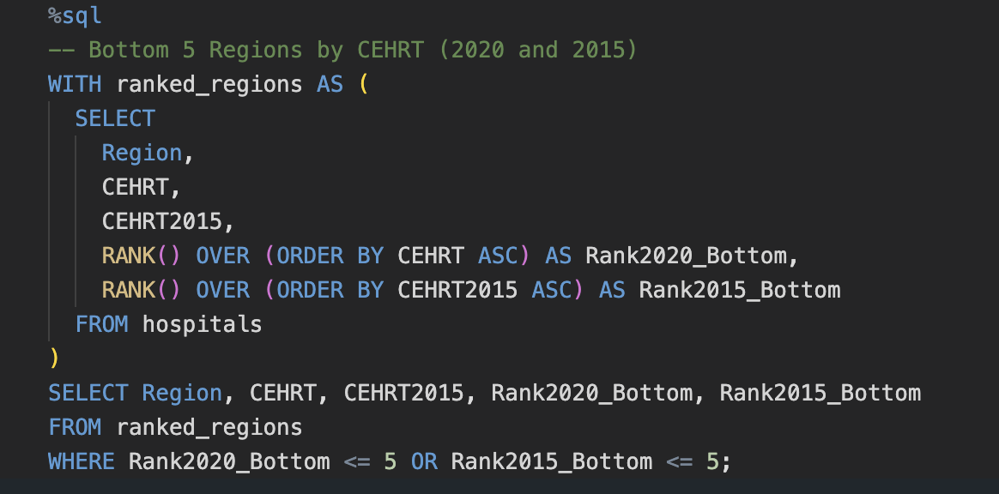 %sql
-- Bottom 5 Regions by CEHRT (2020 and 2015)
WITH ranked_regions AS (
SELECT
Region,
CEHRT,
CEHRT2015,
RANK() OVER (ORDER BY CEHRT ASC) AS Rank2020_Bottom,
RANK() OVER (ORDER BY CEHRT2015 ASC) AS Rank2015_Bottom
FROM hospitals
)
SELECT Region, CEHRT, CEHRT2015, Rank2020_Bottom, Rank2015_Bottom
FROM ranked_regions
WHERE Rank2020_Bottom <= 5 OR Rank2015_Bottom <= 5;